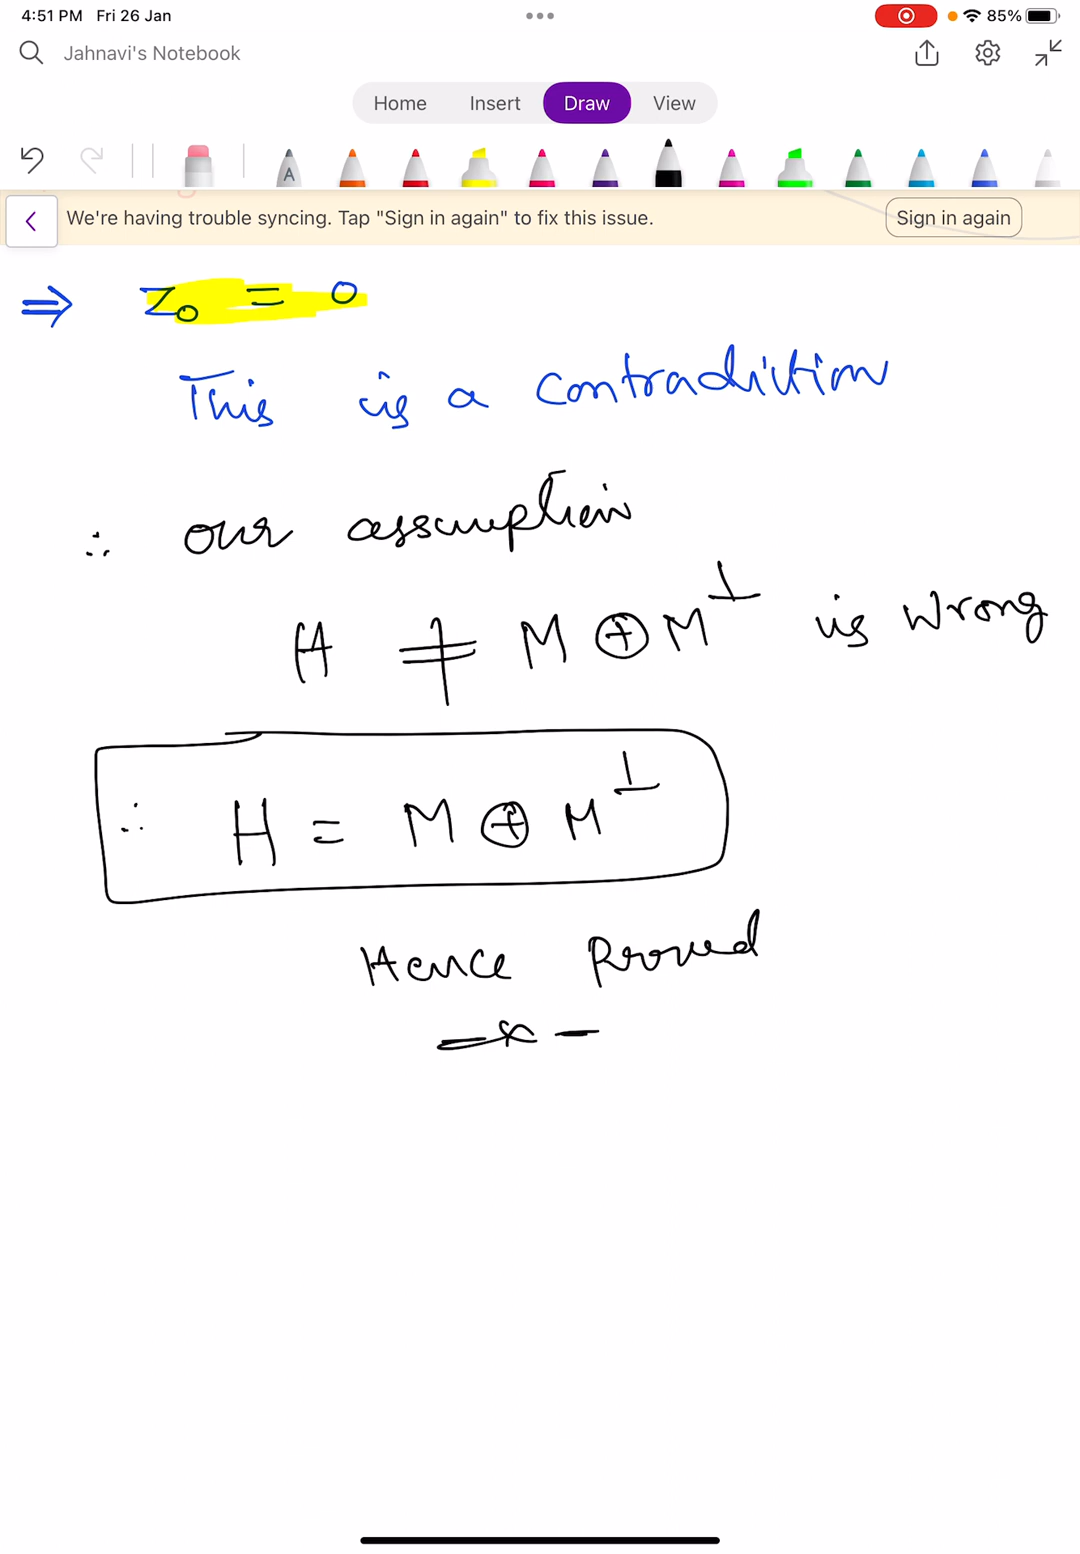 4:51 PM Fri 26 Jan 85%
Jahnavi's Notebook
Home Insert Draw View
A
We're having trouble syncing. Tap "Sign in again" to fix this issue. Sign in again
⇒ Z₀ = 0
This is a contradiction
∴ our assumption
H ≠ M ⊕ M^⊥ is wrong
∴ H = M ⊕ M^⊥
Hence Proved
—×—